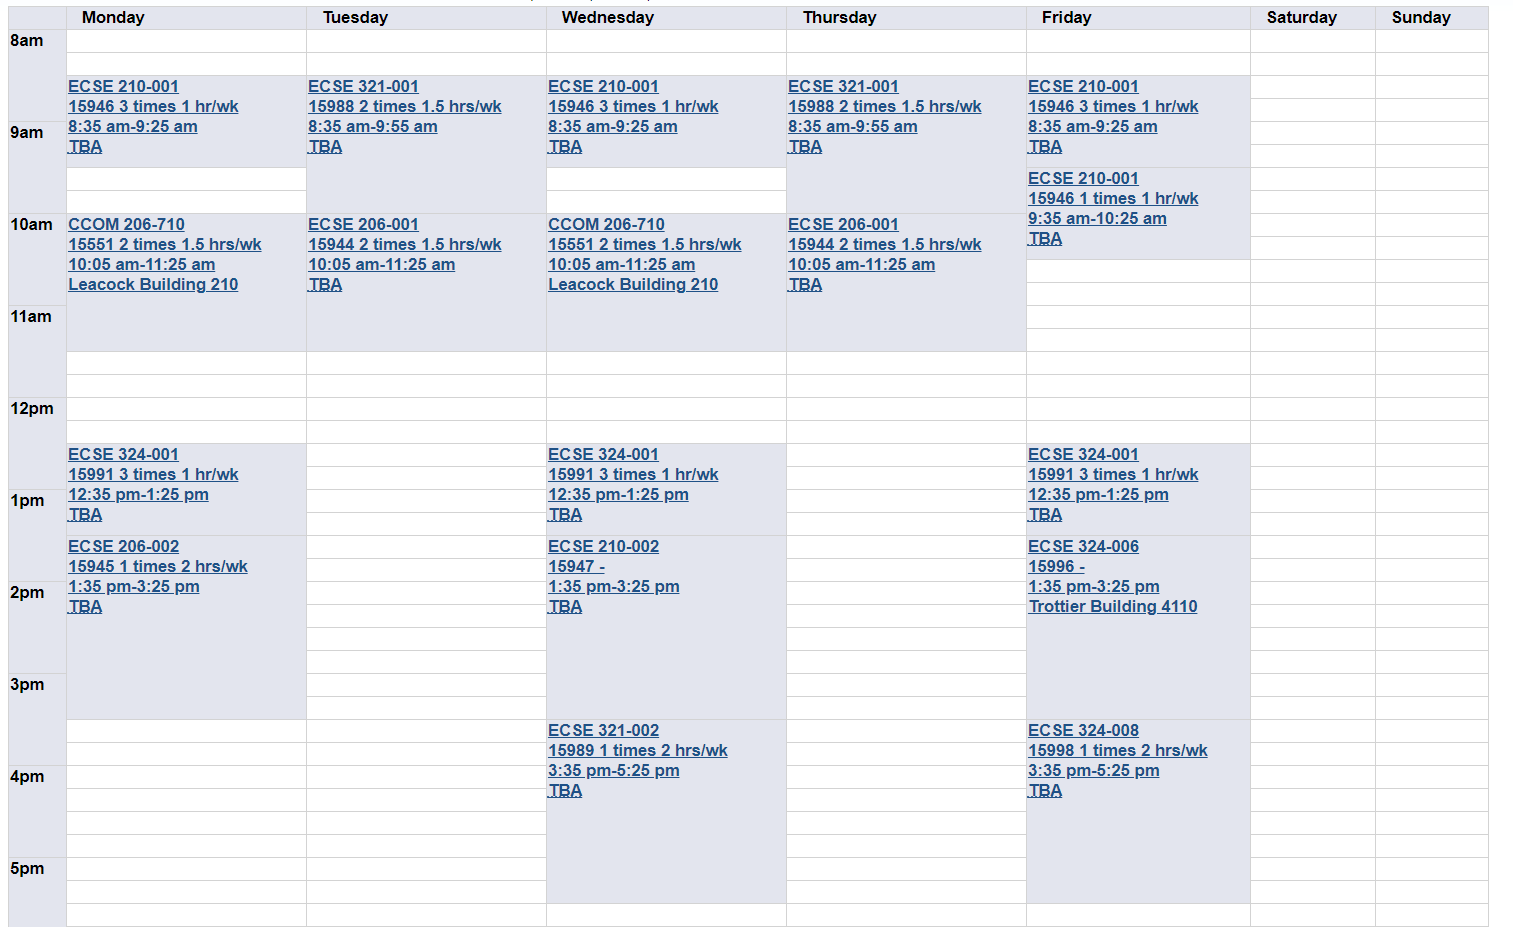 Monday Tuesday Wednesday Thursday Friday Saturday Sunday
8am
ECSE 210-001
15946 3 times 1 hr/wk
8:35 am-9:25 am
TBA
ECSE 321-001
15988 2 times 1.5 hrs/wk
8:35 am-9:55 am
TBA
ECSE 210-001
15946 3 times 1 hr/wk
8:35 am-9:25 am
TBA
ECSE 321-001
15988 2 times 1.5 hrs/wk
8:35 am-9:55 am
TBA
ECSE 210-001
15946 3 times 1 hr/wk
8:35 am-9:25 am
TBA
9am
ECSE 210-001
15946 1 times 1 hr/wk
9:35 am-10:25 am
TBA
10am
CCOM 206-710
15551 2 times 1.5 hrs/wk
10:05 am-11:25 am
Leacock Building 210
ECSE 206-001
15944 2 times 1.5 hrs/wk
10:05 am-11:25 am
TBA
CCOM 206-710
15551 2 times 1.5 hrs/wk
10:05 am-11:25 am
Leacock Building 210
ECSE 206-001
15944 2 times 1.5 hrs/wk
10:05 am-11:25 am
TBA
11am
12pm
ECSE 324-001
15991 3 times 1 hr/wk
12:35 pm-1:25 pm
TBA
ECSE 324-001
15991 3 times 1 hr/wk
12:35 pm-1:25 pm
TBA
ECSE 324-001
15991 3 times 1 hr/wk
12:35 pm-1:25 pm
TBA
1pm
ECSE 206-002
15945 1 times 2 hrs/wk
1:35 pm-3:25 pm
TBA
ECSE 210-002
15947 -
1:35 pm-3:25 pm
TBA
ECSE 324-006
15996 -
1:35 pm-3:25 pm
Trottier Building 4110
2pm
3pm
ECSE 321-002
15989 1 times 2 hrs/wk
3:35 pm-5:25 pm
TBA
ECSE 324-008
15998 1 times 2 hrs/wk
3:35 pm-5:25 pm
TBA
4pm
5pm